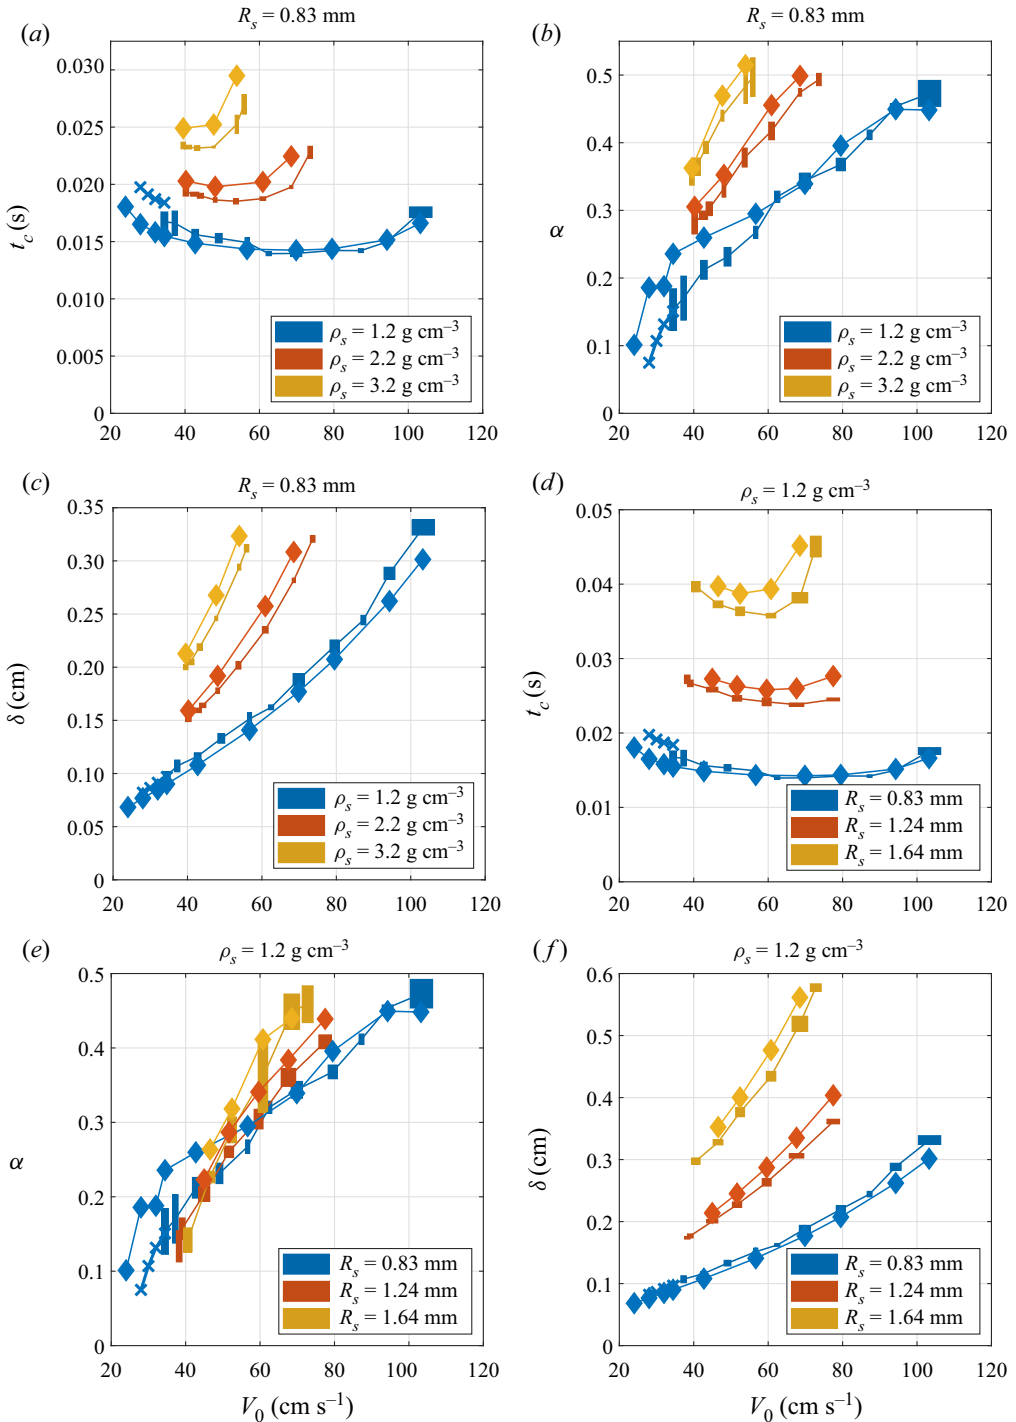 (a)
R_s = 0.83 mm
0.030
0.025
0.020
0.015
0.010
0.005
0
t_c (s)
20 40 60 80 100 120
ρ_s = 1.2 g cm⁻³
ρ_s = 2.2 g cm⁻³
ρ_s = 3.2 g cm⁻³
(b)
R_s = 0.83 mm
0.5
0.4
0.3
0.2
0.1
0
α
20 40 60 80 100 120
ρ_s = 1.2 g cm⁻³
ρ_s = 2.2 g cm⁻³
ρ_s = 3.2 g cm⁻³
(c)
R_s = 0.83 mm
0.35
0.30
0.25
0.20
0.15
0.10
0.05
0
δ (cm)
20 40 60 80 100 120
ρ_s = 1.2 g cm⁻³
ρ_s = 2.2 g cm⁻³
ρ_s = 3.2 g cm⁻³
(d)
ρ_s = 1.2 g cm⁻³
0.05
0.04
0.03
0.02
0.01
0
t_c (s)
20 40 60 80 100 120
R_s = 0.83 mm
R_s = 1.24 mm
R_s = 1.64 mm
(e)
ρ_s = 1.2 g cm⁻³
0.5
0.4
0.3
0.2
0.1
0
α
20 40 60 80 100 120
V_0 (cm s⁻¹)
R_s = 0.83 mm
R_s = 1.24 mm
R_s = 1.64 mm
(f)
ρ_s = 1.2 g cm⁻³
0.6
0.5
0.4
0.3
0.2
0.1
0
δ (cm)
20 40 60 80 100 120
V_0 (cm s⁻¹)
R_s = 0.83 mm
R_s = 1.24 mm
R_s = 1.64 mm